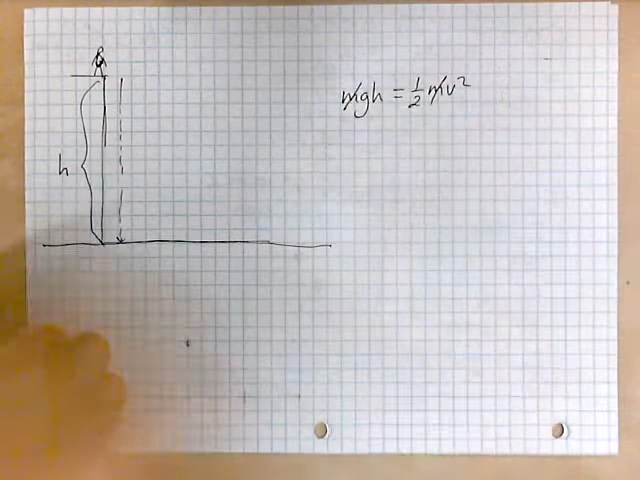 mgh = 1/2 mv²
h